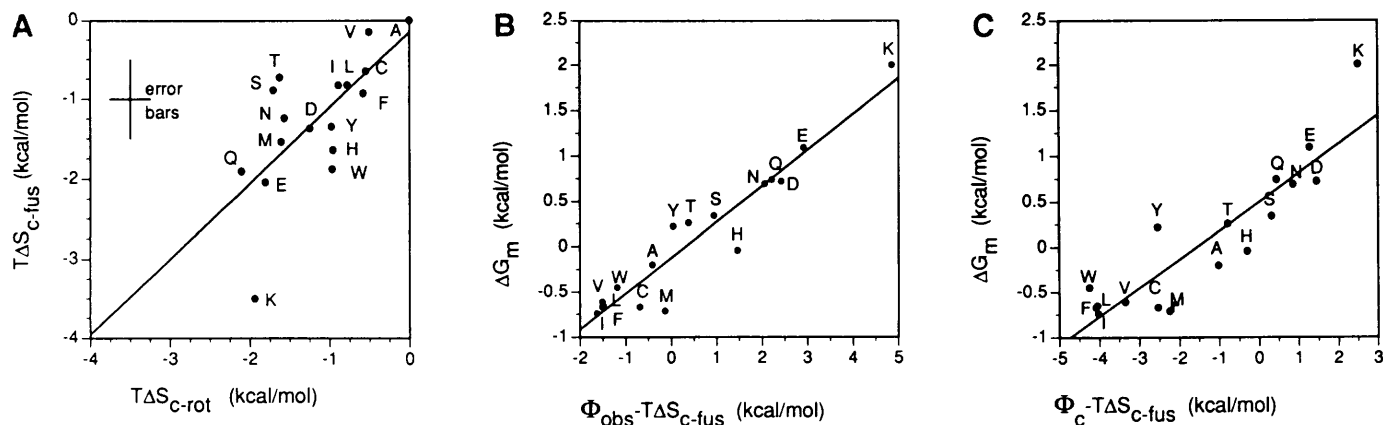 A
TΔS_c-fus (kcal/mol)
0
-1
-2
-3
-4
-4
-3
-2
-1
0
TΔS_c-rot (kcal/mol)
error
bars
V
A
T
I
L
C
S
F
N
D
Y
M
H
Q
W
E
K
B
ΔG_m (kcal/mol)
2.5
2
1.5
1
0.5
0
-0.5
-1
-2
-1
0
1
2
3
4
5
Φ_obs-TΔS_c-fus (kcal/mol)
K
E
Q
N
D
Y
T
S
H
A
V
W
C
M
L
F
I
C
ΔG_m (kcal/mol)
2.5
2
1.5
1
0.5
0
-0.5
-1
-5
-4
-3
-2
-1
0
1
2
3
Φ_c-TΔS_c-fus (kcal/mol)
K
E
Q
N
D
Y
T
S
A
H
W
F
L
V
C
M
I